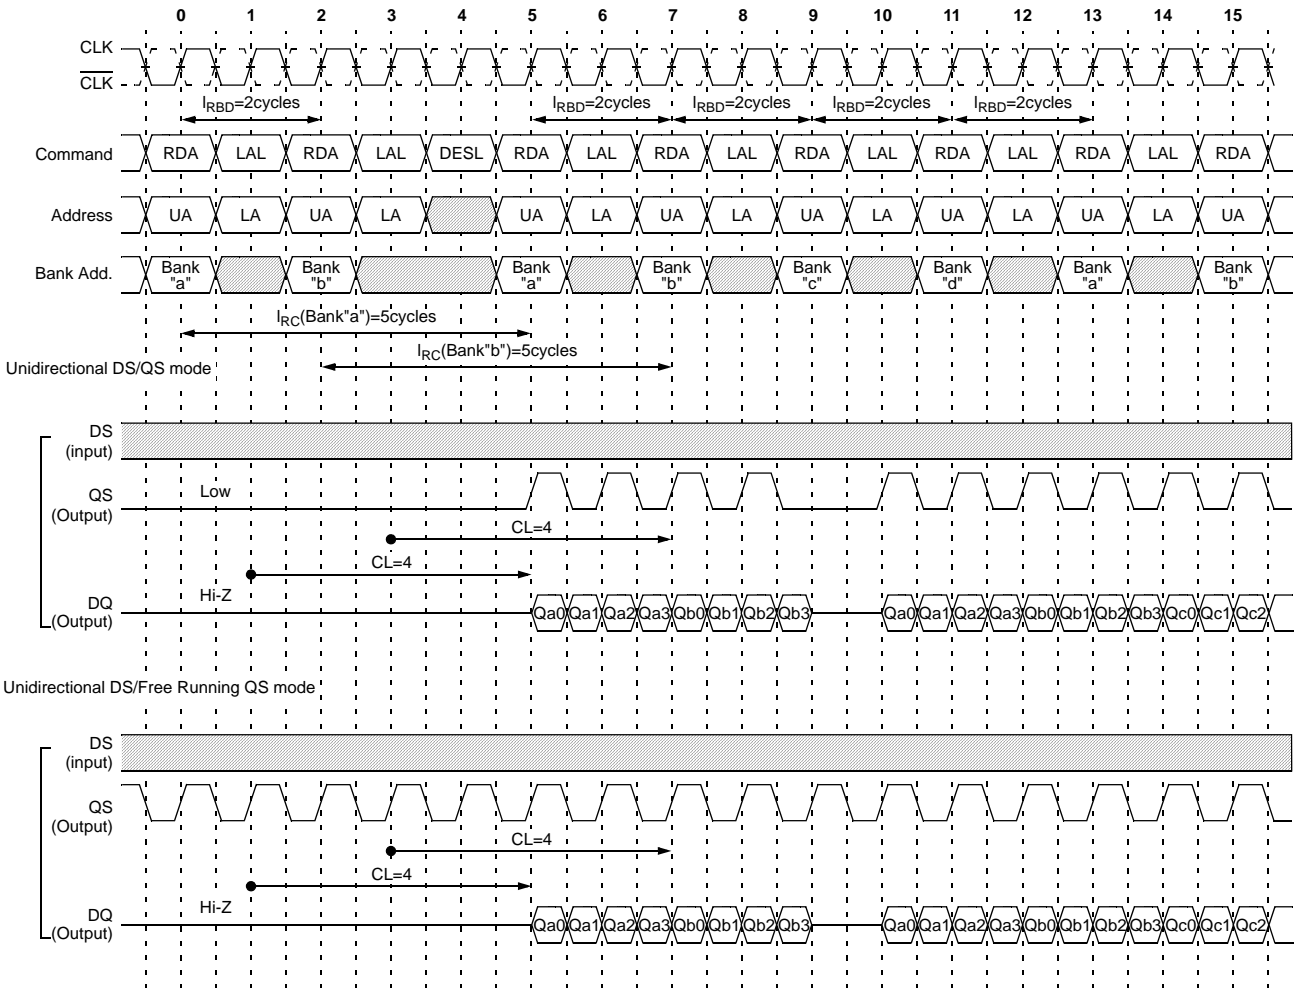 0 1 2 3 4 5 6 7 8 9 10 11 12 13 14 15
CLK
CLK
IRBD=2cycles IRBD=2cycles IRBD=2cycles IRBD=2cycles IRBD=2cycles
Command RDA LAL RDA LAL DESL RDA LAL RDA LAL RDA LAL RDA LAL RDA LAL RDA
Address UA LA UA LA UA LA UA LA UA LA UA LA UA LA UA
Bank Add. Bank "a" Bank "b" Bank "a" Bank "b" Bank "c" Bank "d" Bank "a" Bank "b"
IRC(Bank"a")=5cycles
IRC(Bank"b")=5cycles
Unidirectional DS/QS mode
DS
(input)
QS
(Output)
Low
CL=4
CL=4
Hi-Z
DQ
(Output)
Qa0 Qa1 Qa2 Qa3 Qb0 Qb1 Qb2 Qb3 Qa0 Qa1 Qa2 Qa3 Qb0 Qb1 Qb2 Qb3 Qc0 Qc1 Qc2
Unidirectional DS/Free Running QS mode
DS
(input)
QS
(Output)
CL=4
CL=4
Hi-Z
DQ
(Output)
Qa0 Qa1 Qa2 Qa3 Qb0 Qb1 Qb2 Qb3 Qa0 Qa1 Qa2 Qa3 Qb0 Qb1 Qb2 Qb3 Qc0 Qc1 Qc2